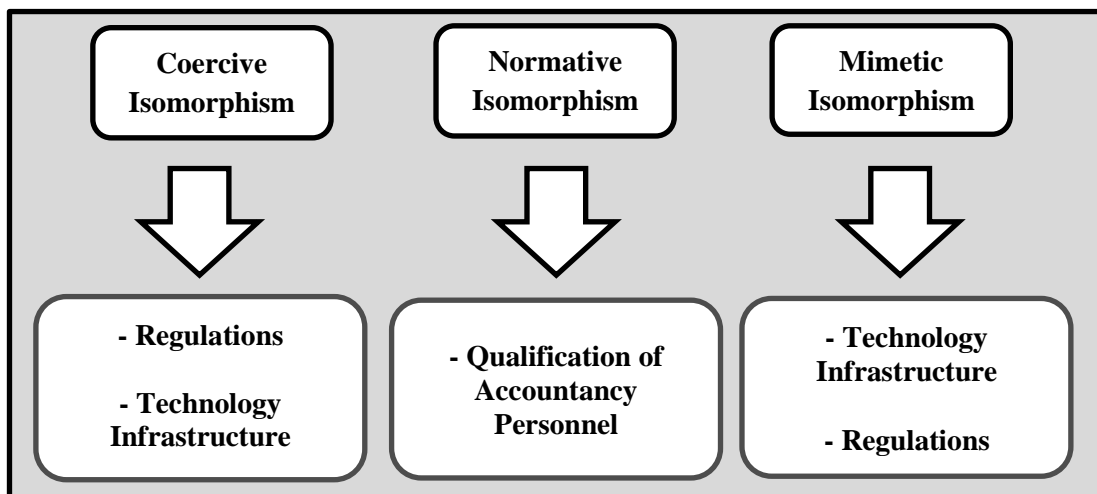 Coercive
Isomorphism
Normative
Isomorphism
Mimetic
Isomorphism
- Regulations
- Technology
Infrastructure
- Qualification of
Accountancy
Personnel
- Technology
Infrastructure
- Regulations